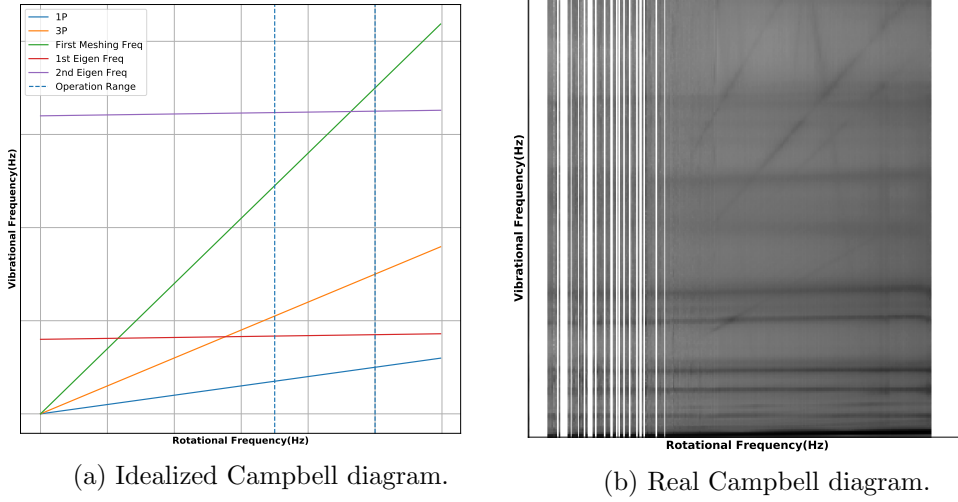 1P
3P
First Meshing Freq
1st Eigen Freq
2nd Eigen Freq
Operation Range
Vibrational Frequency(Hz)
Rotational Frequency(Hz)
(a) Idealized Campbell diagram.
Vibrational Frequency(Hz)
Rotational Frequency(Hz)
(b) Real Campbell diagram.